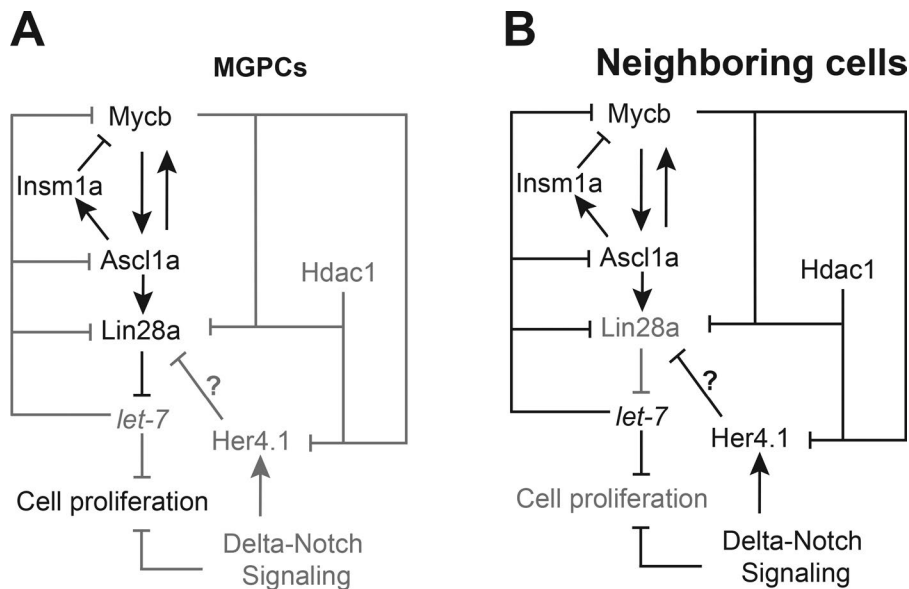 A
MGPCs
Mycb
Insm1a
Ascl1a
Hdac1
Lin28a
?
let-7
Her4.1
Cell proliferation
Delta-Notch
Signaling
B
Neighboring cells
Mycb
Insm1a
Ascl1a
Hdac1
Lin28a
?
let-7
Her4.1
Cell proliferation
Delta-Notch
Signaling